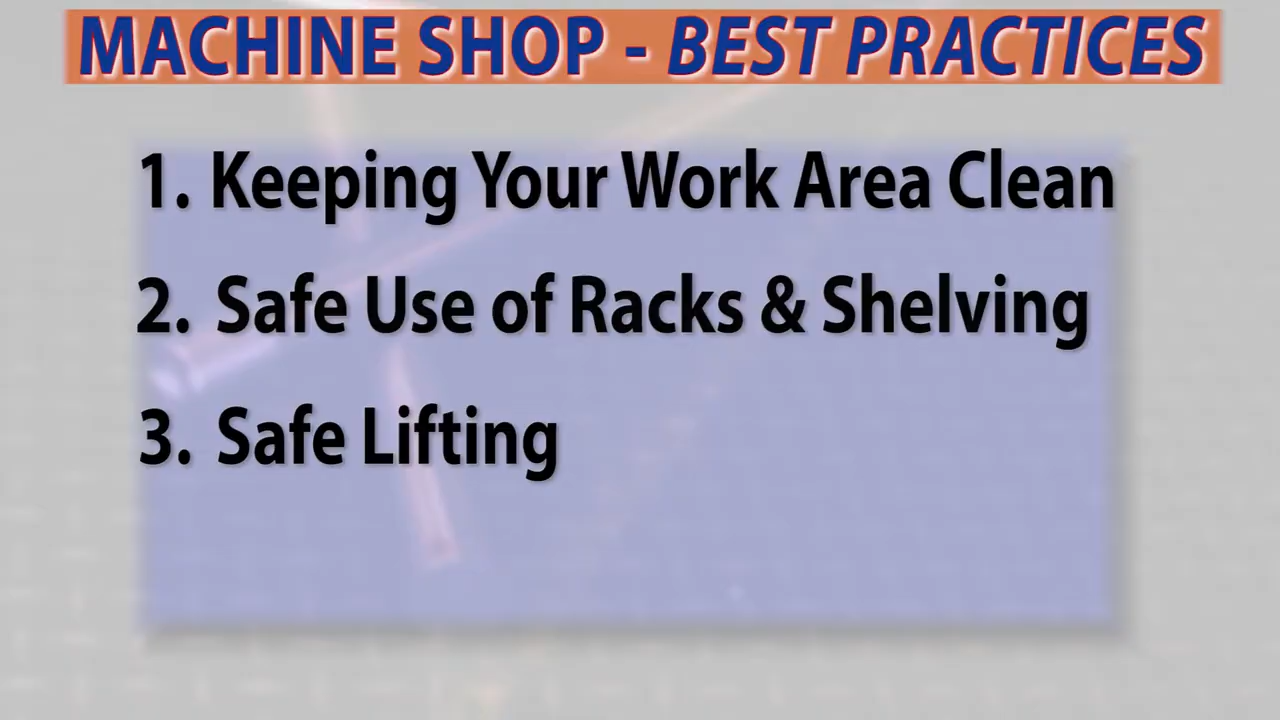 MACHINE SHOP - BEST PRACTICES
1. Keeping Your Work Area Clean
2. Safe Use of Racks & Shelving
3. Safe Lifting